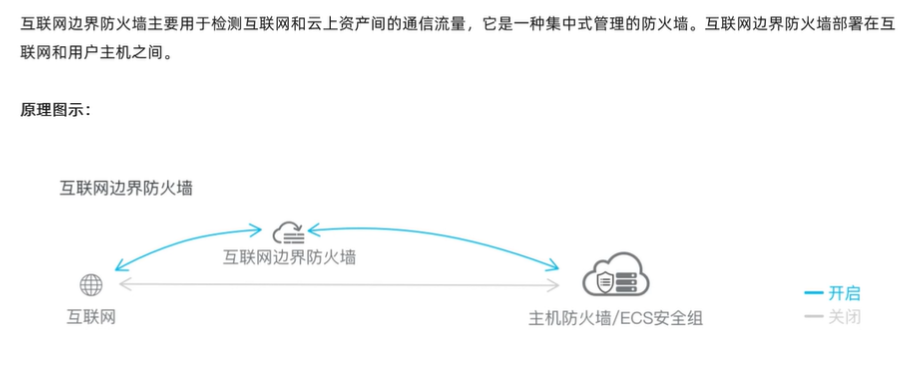 互联网边界防火墙主要用于检测互联网和云上资产间的通信流量，它是一种集中式管理的防火墙。互联网边界防火墙部署在互
联网和用户主机之间。
原理图示：
互联网边界防火墙
互联网边界防火墙
互联网
主机防火墙/ECS安全组
开启
关闭